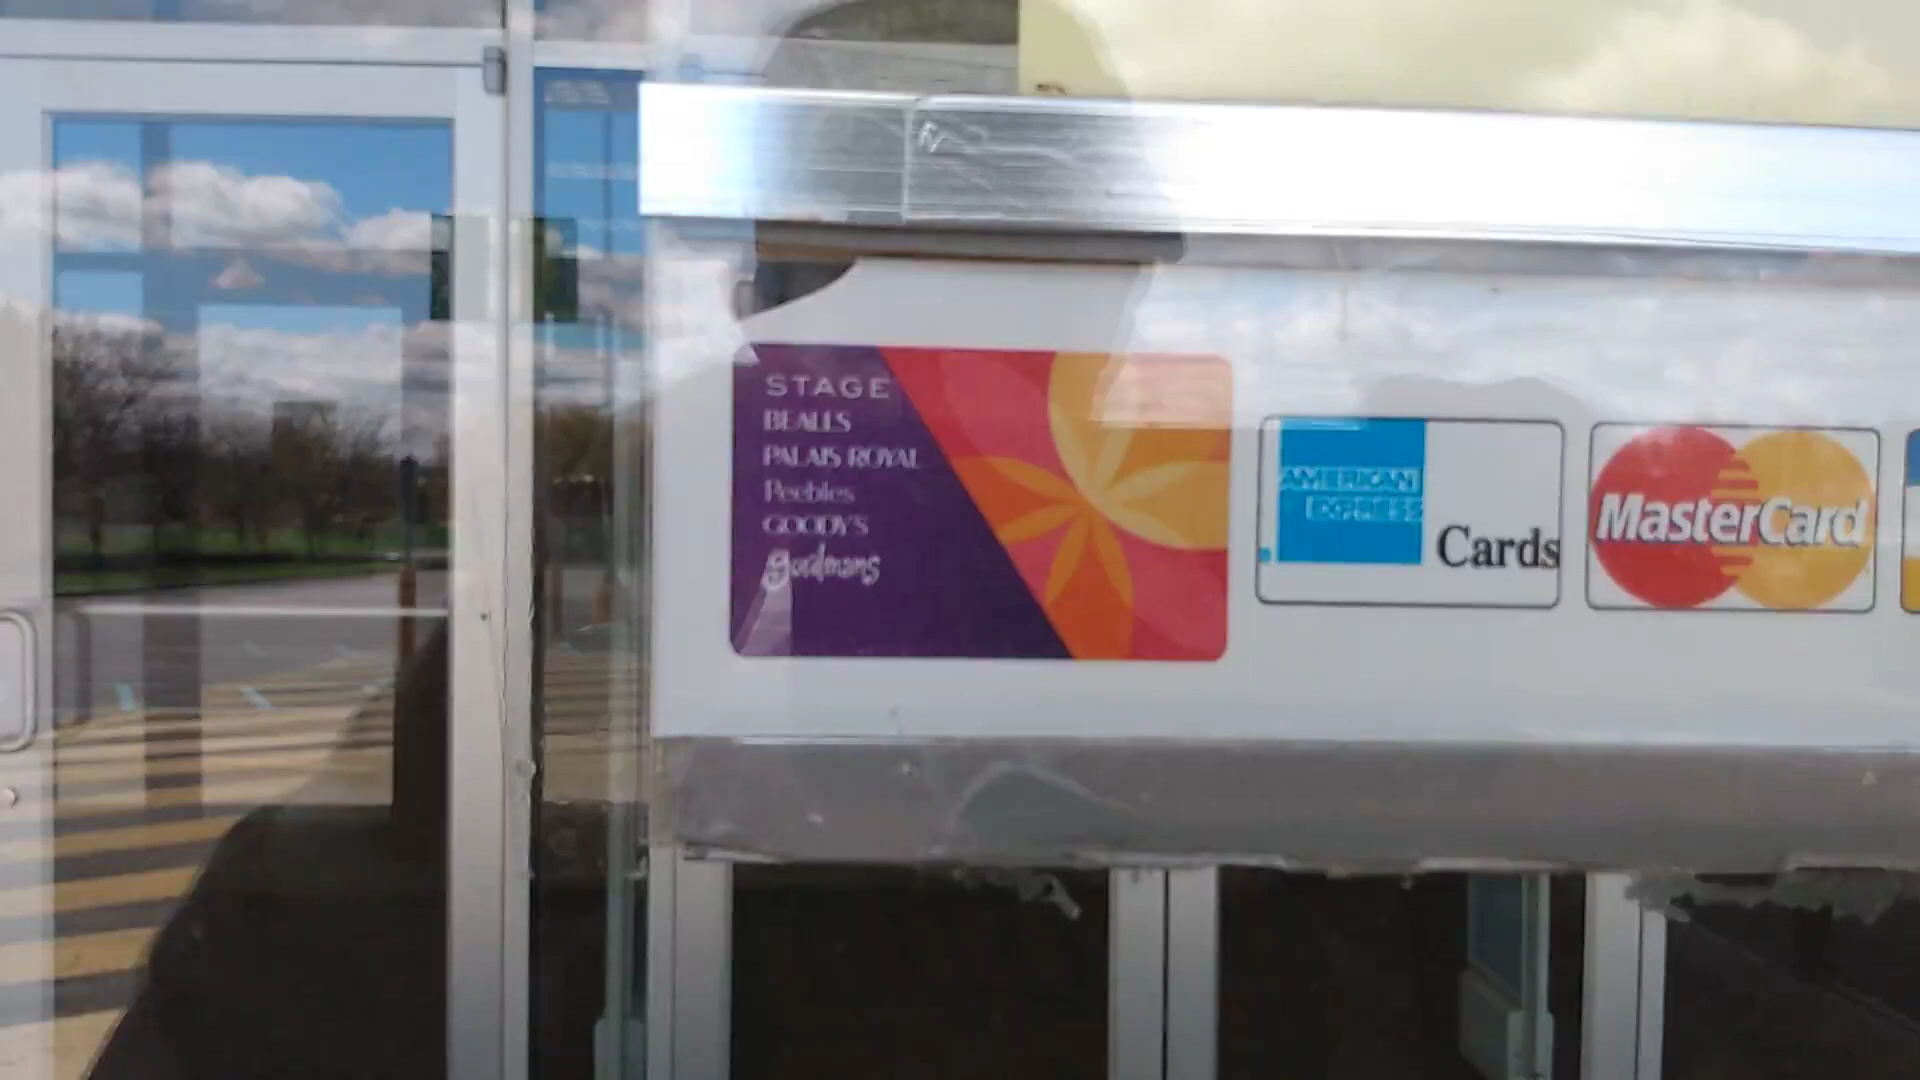 STAGE
BEALLS
PALAIS ROYAL
Peebles
GOODY'S
gordmans
AMERICAN
EXPRESS
Cards
MasterCard